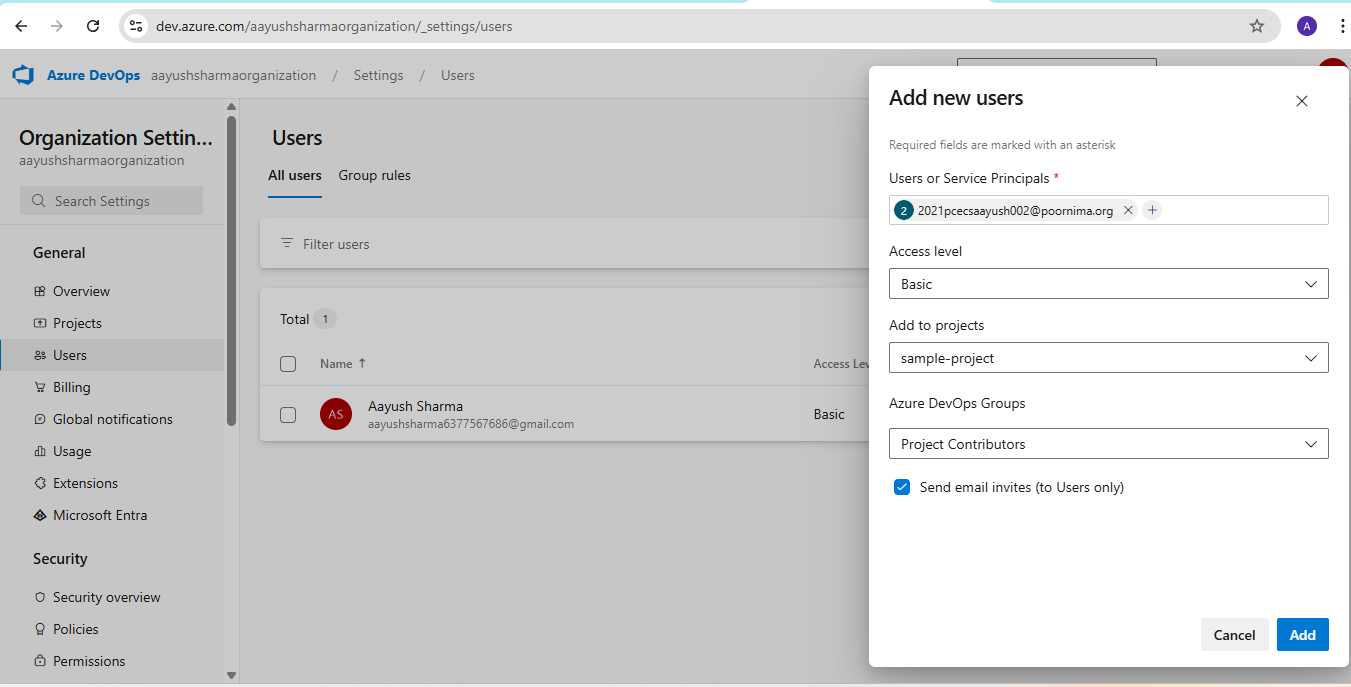 dev.azure.com/aayushsharmaorganization/_settings/users
A
Azure DevOps aayushsharmaorganization / Settings / Users
Organization Settin...
aayushsharmaorganization
Search Settings
General
Overview
Projects
Users
Billing
Global notifications
Usage
Extensions
Microsoft Entra
Security
Security overview
Policies
Permissions
Users
All users Group rules
Filter users
Total 1
Name ↑ Access Lev
AS Aayush Sharma Basic
aayushsharma6377567686@gmail.com
Add new users
Required fields are marked with an asterisk
Users or Service Principals *
2 2021pcecsaayush002@poornima.org
Access level
Basic
Add to projects
sample-project
Azure DevOps Groups
Project Contributors
Send email invites (to Users only)
Cancel Add